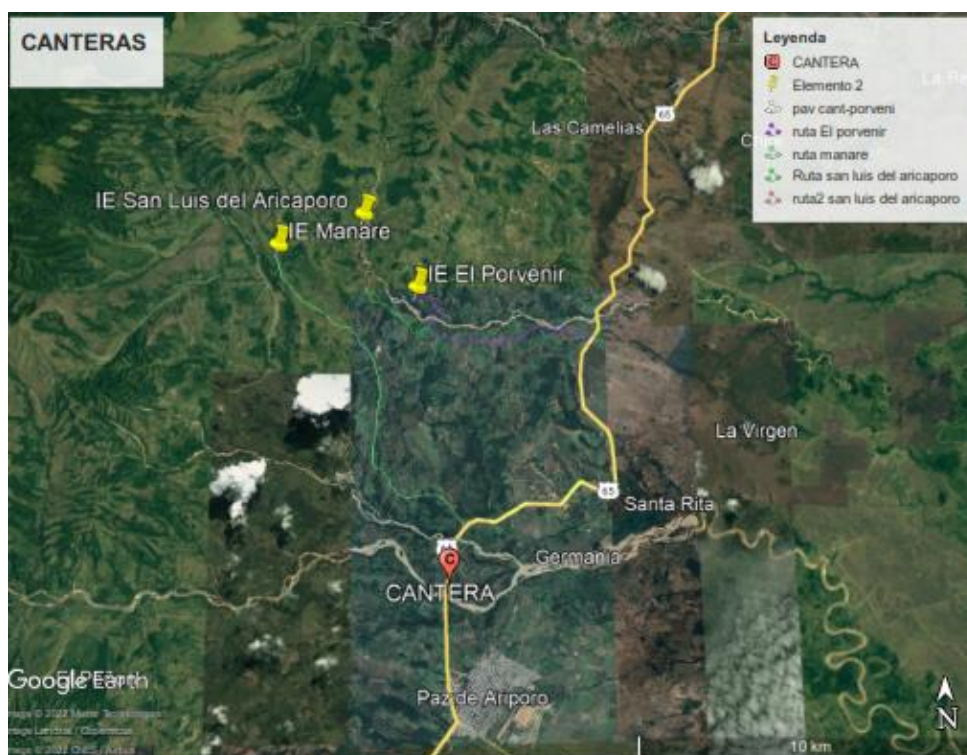 CANTERAS
Leyenda
CANTERA
Elemento 2
pav cant-porveni
ruta El porvenir
ruta manare
Ruta san luis del aricaporo
ruta2 san luis del aricaporo
65
Las Camelias
IE San Luis del Aricaporo
IE Manare
IE El Porvenir
La Virgen
65
Santa Rita
Germania
C
CANTERA
Google Earth
Paz de Ariporo
N
10 km